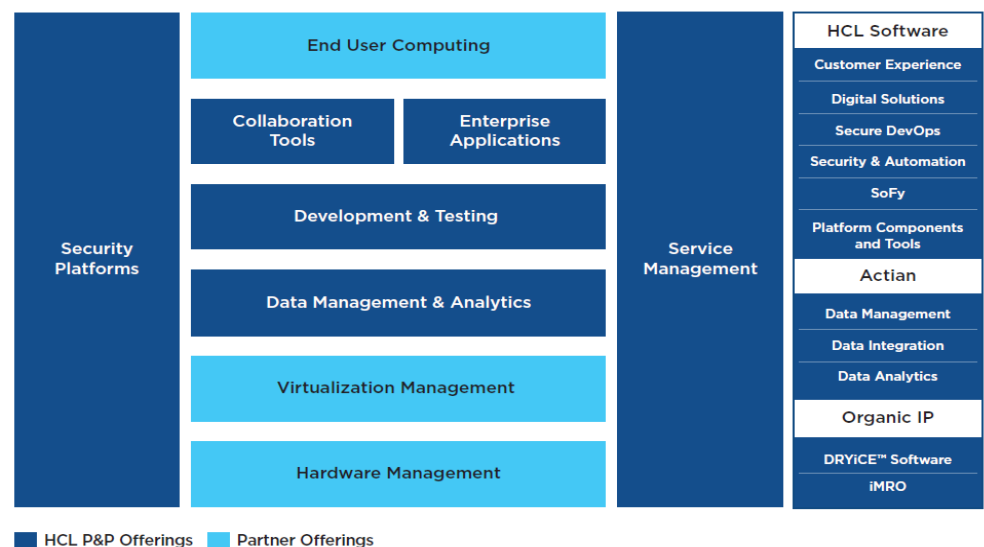 Security
Platforms
End User Computing
Collaboration
Tools
Enterprise
Applications
Development & Testing
Data Management & Analytics
Virtualization Management
Hardware Management
Service
Management
HCL Software
Customer Experience
Digital Solutions
Secure DevOps
Security & Automation
SoFy
Platform Components
and Tools
Actian
Data Management
Data Integration
Data Analytics
Organic IP
DRYiCE™ Software
iMRO
HCL P&P Offerings
Partner Offerings